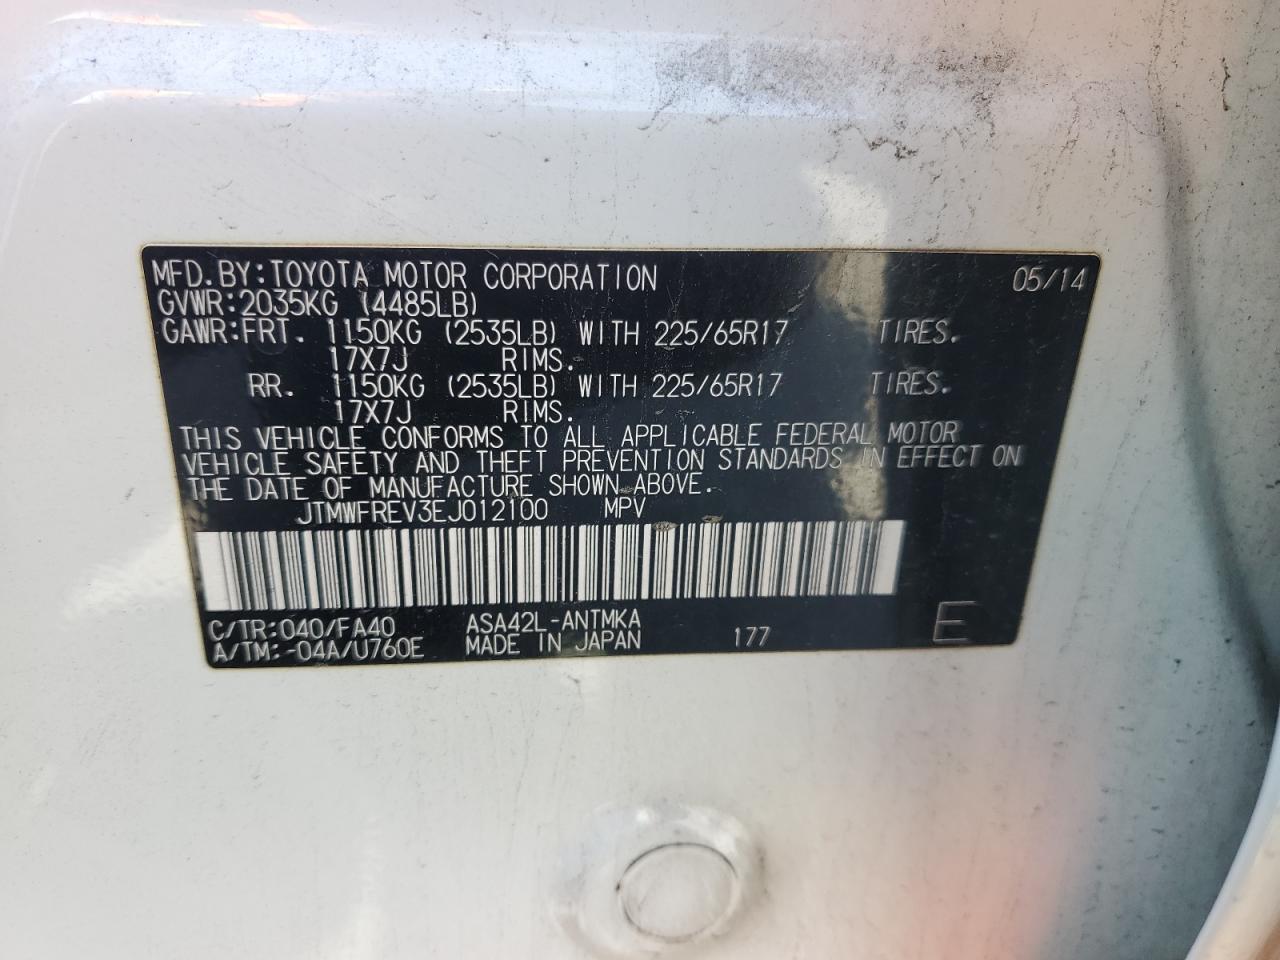 MFD.BY:TOYOTA MOTOR CORPORATION 05/14
GVWR:2035KG (4485LB)
GAWR:FRT. 1150KG (2535LB) WITH 225/65R17 TIRES.
17X7J RIMS.
RR. 1150KG (2535LB) WITH 225/65R17 TIRES.
17X7J RIMS.
THIS VEHICLE CONFORMS TO ALL APPLICABLE FEDERAL MOTOR
VEHICLE SAFETY AND THEFT PREVENTION STANDARDS IN EFFECT ON
THE DATE OF MANUFACTURE SHOWN ABOVE.
JTMWFREV3EJ012100 MPV
C/TR:040/FA40 ASA42L-ANTMKA
A/TM:-04A/U760E MADE IN JAPAN 177 E